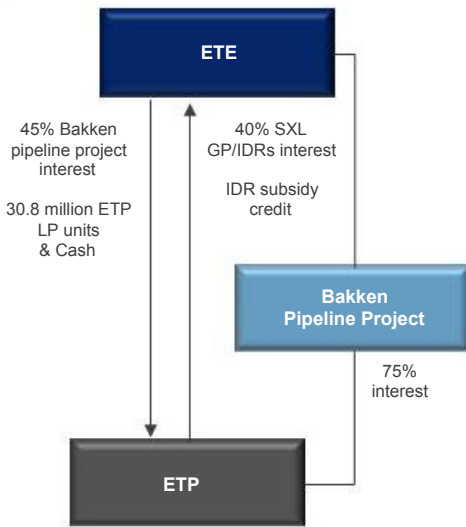 ETE
45% Bakken
pipeline project
interest
30.8 million ETP
LP units
& Cash
40% SXL
GP/IDRs interest
IDR subsidy
credit
Bakken
Pipeline Project
75%
interest
ETP